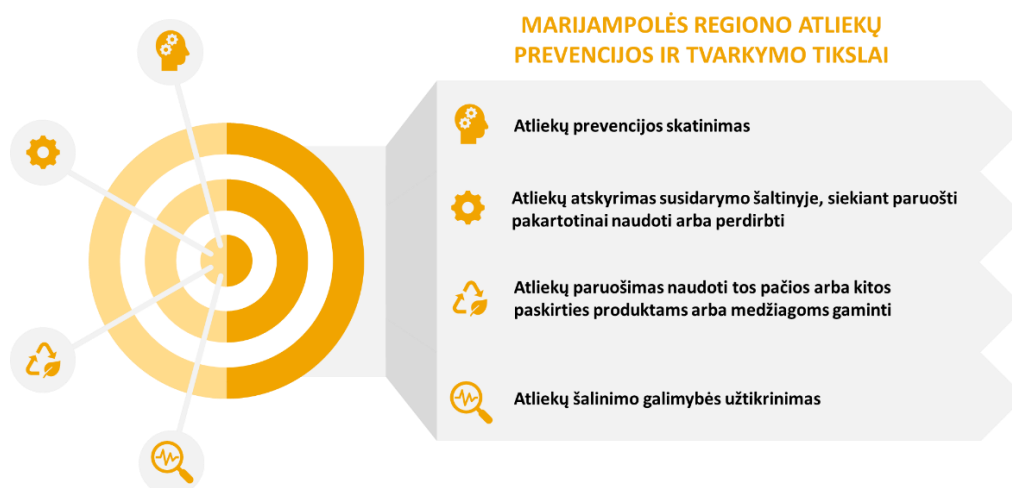 MARIJAMPOLĖS REGIONO ATLIEKŲ
PREVENCIJOS IR TVARKYMO TIKSLAI
Atliekų prevencijos skatinimas
Atliekų atskyrimas susidarymo šaltinyje, siekiant paruošti
pakartotinai naudoti arba perdirbti
Atliekų paruošimas naudoti tos pačios arba kitos
paskirties produktams arba medžiagoms gaminti
Atliekų šalinimo galimybės užtikrinimas